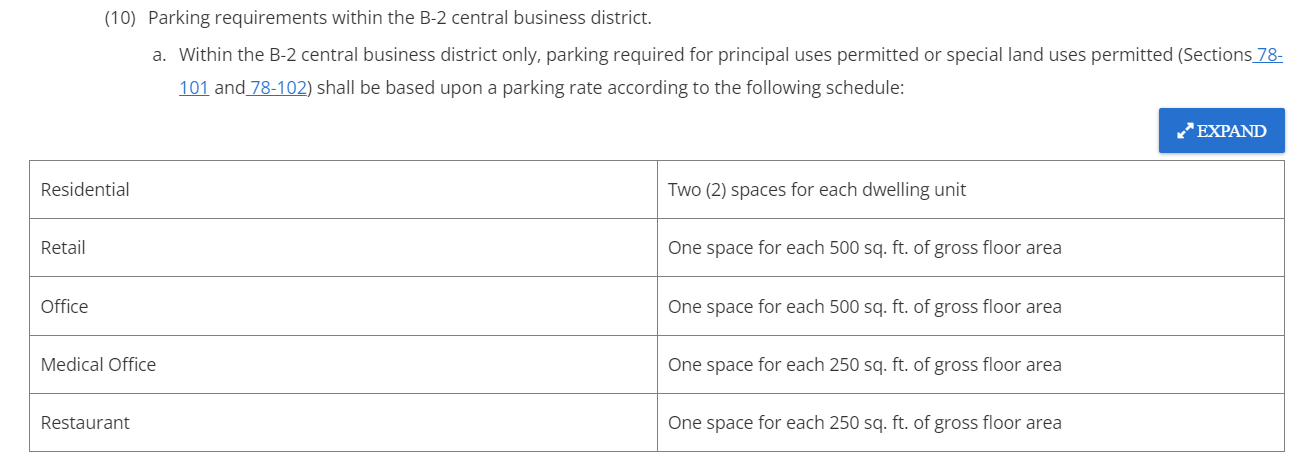 (10) Parking requirements within the B-2 central business district.
a. Within the B-2 central business district only, parking required for principal uses permitted or special land uses permitted (Sections 78-
101 and 78-102) shall be based upon a parking rate according to the following schedule:
EXPAND
Residential Two (2) spaces for each dwelling unit
Retail One space for each 500 sq. ft. of gross floor area
Office One space for each 500 sq. ft. of gross floor area
Medical Office One space for each 250 sq. ft. of gross floor area
Restaurant One space for each 250 sq. ft. of gross floor area